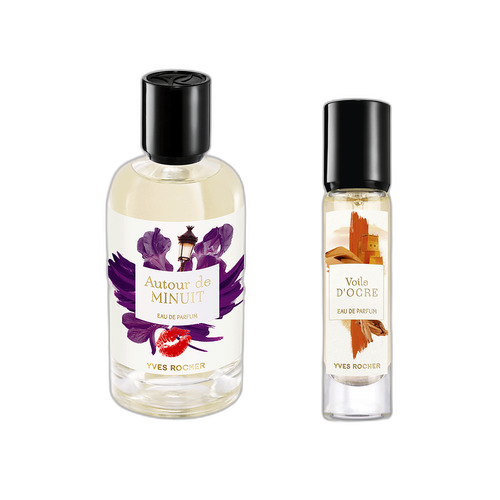 Autour de
MINUIT
EAU DE PARFUM
YVES ROCHER
Voile
D'OCRE
EAU DE PARFUM
YVES ROCHER